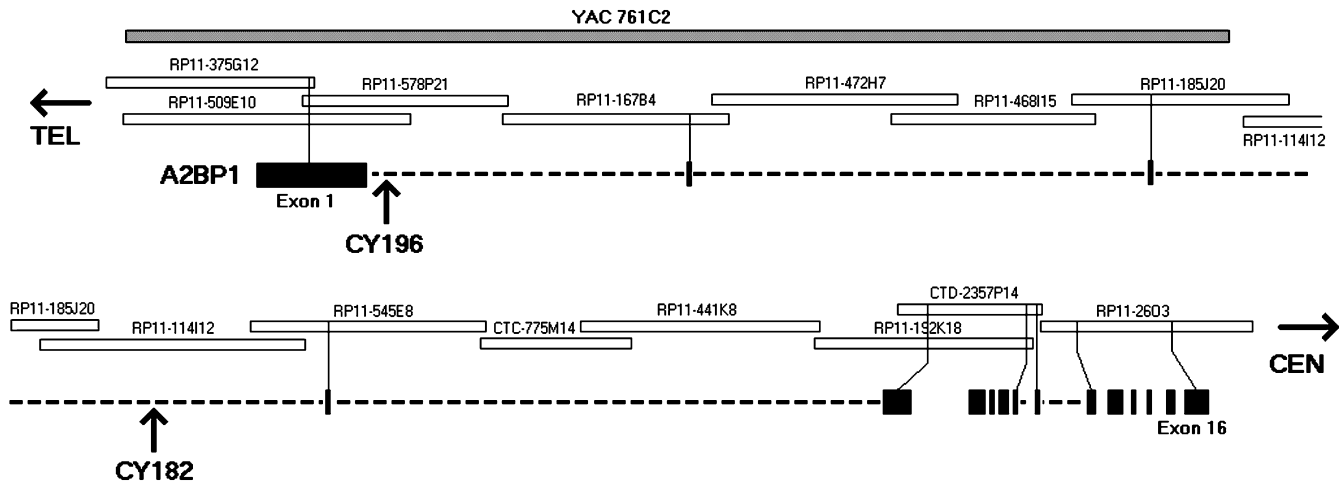 YAC 761C2
RP11-375G12
RP11-578P21
RP11-472H7
RP11-185J20
RP11-509E10
RP11-167B4
RP11-468I15
TEL
RP11-114I12
A2BP1
Exon 1
CY196
CTD-2357P14
RP11-185J20
RP11-545E8
RP11-441K8
RP11-26O3
RP11-114I12
CTC-775M14
RP11-192K18
CEN
Exon 16
CY182